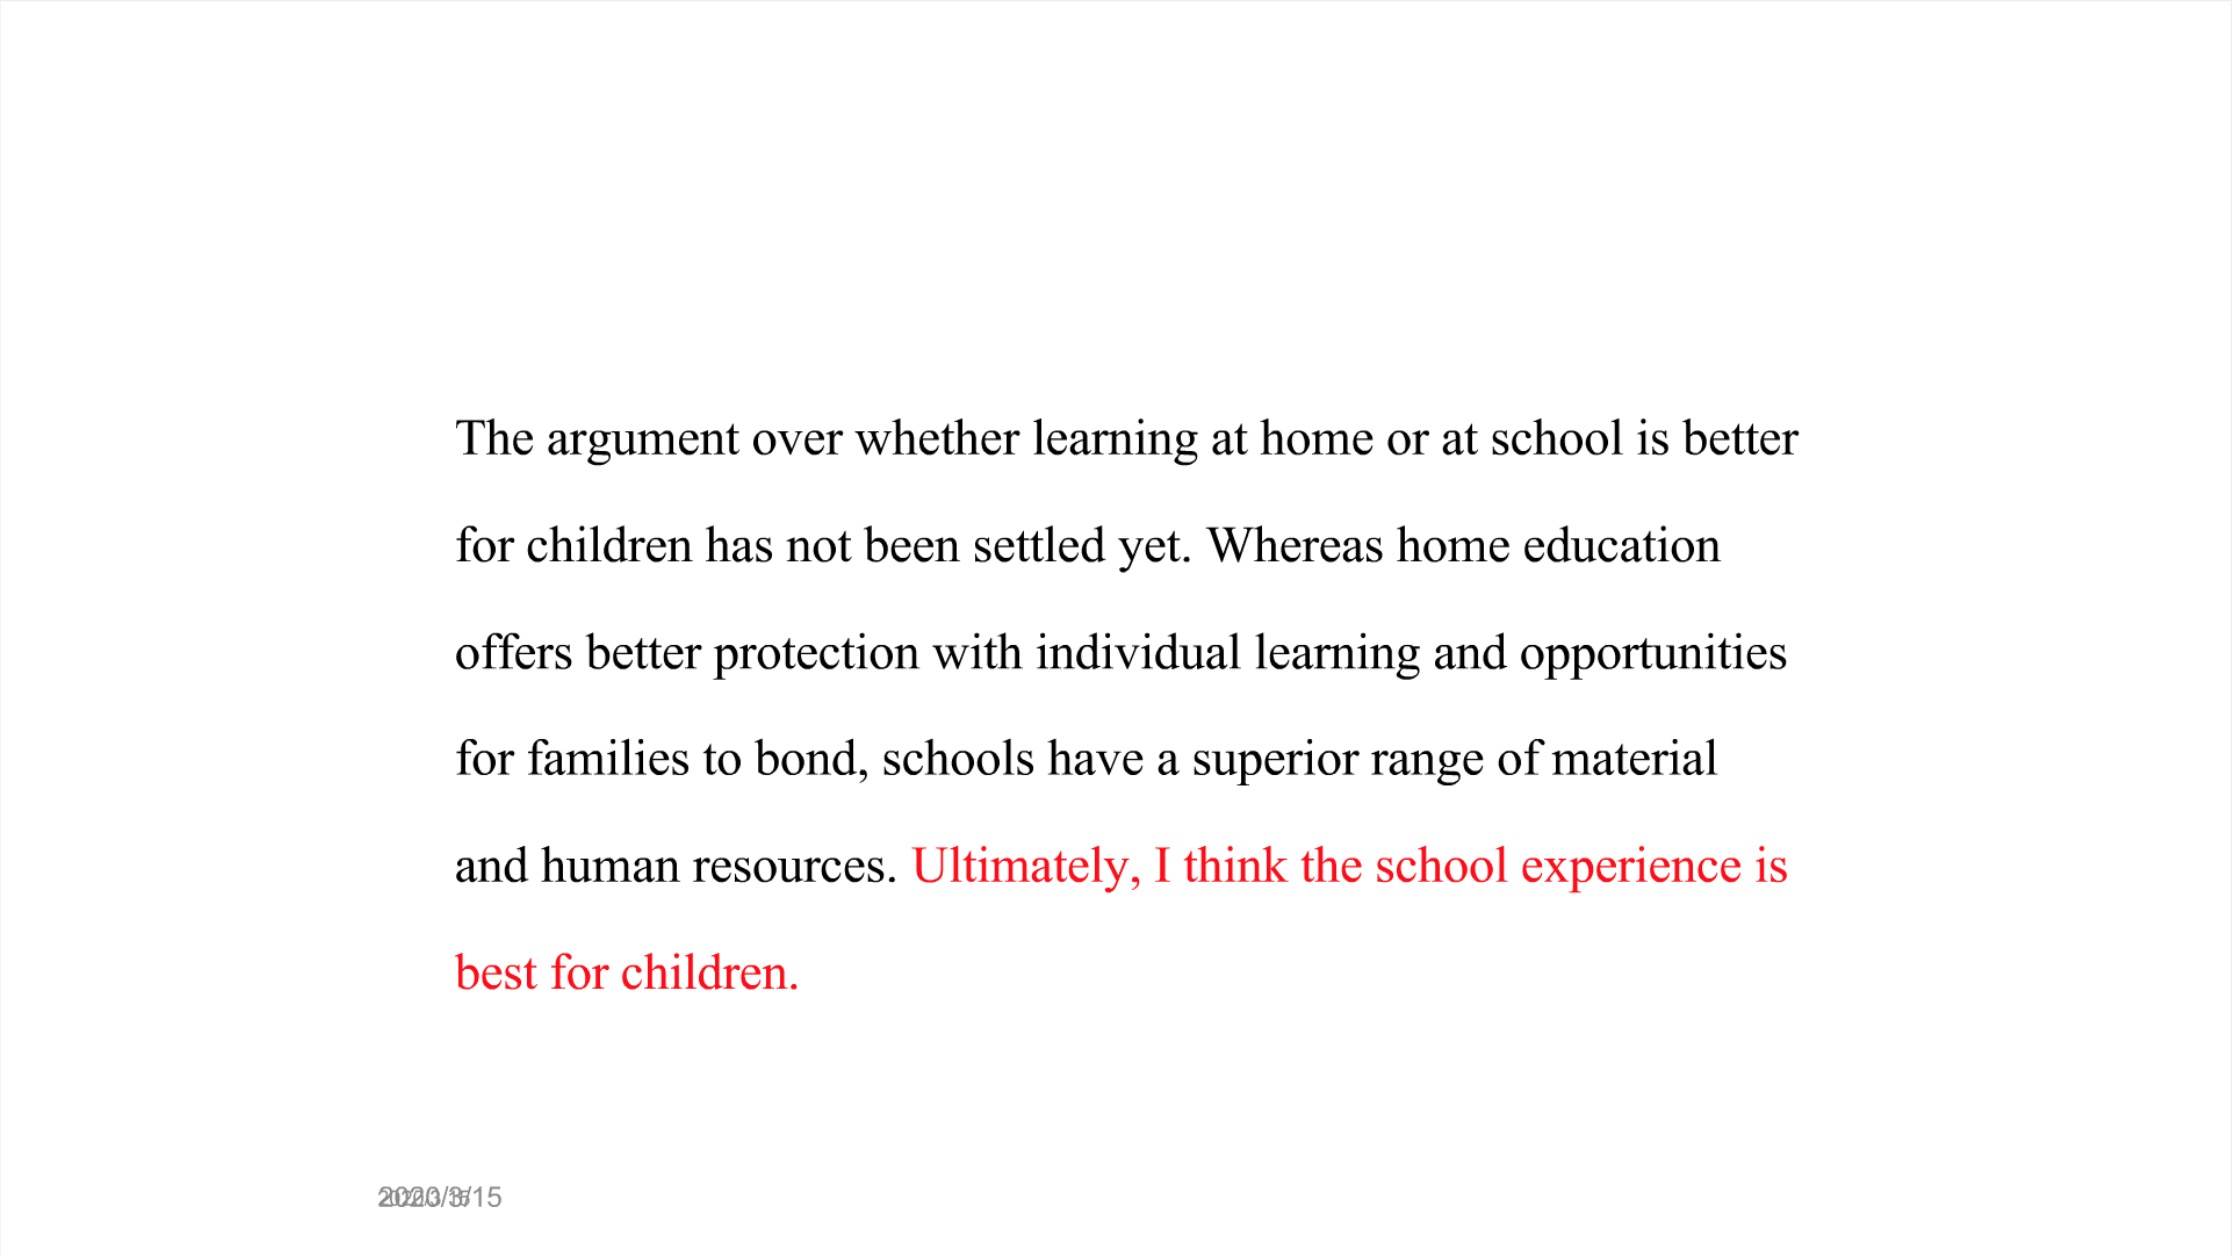 The argument over whether learning at home or at school is better
for children has not been settled yet. Whereas home education
offers better protection with individual learning and opportunities
for families to bond, schools have a superior range of material
and human resources. Ultimately, I think the school experience is
best for children.
2020/3/15